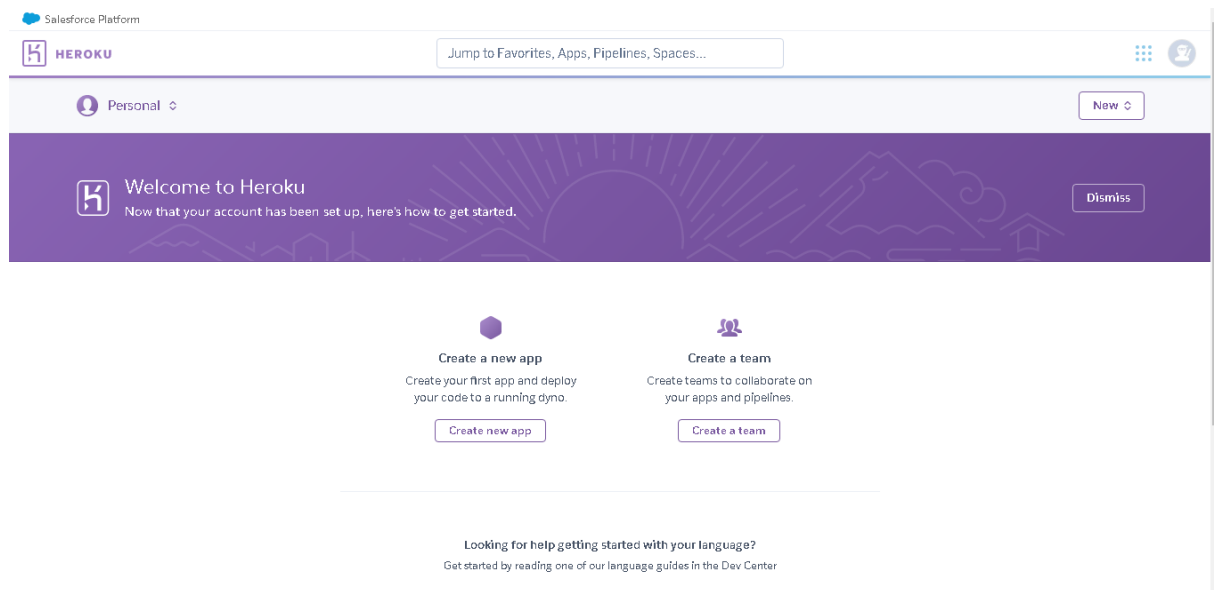 Salesforce Platform
HEROKU
Jump to Favorites, Apps, Pipelines, Spaces...
Personal
New
Welcome to Heroku
Now that your account has been set up, here's how to get started.
Dismiss
Create a new app
Create your first app and deploy
your code to a running dyno.
Create new app
Create a team
Create teams to collaborate on
your apps and pipelines.
Create a team
Looking for help getting started with your language?
Get started by reading one of our language guides in the Dev Center